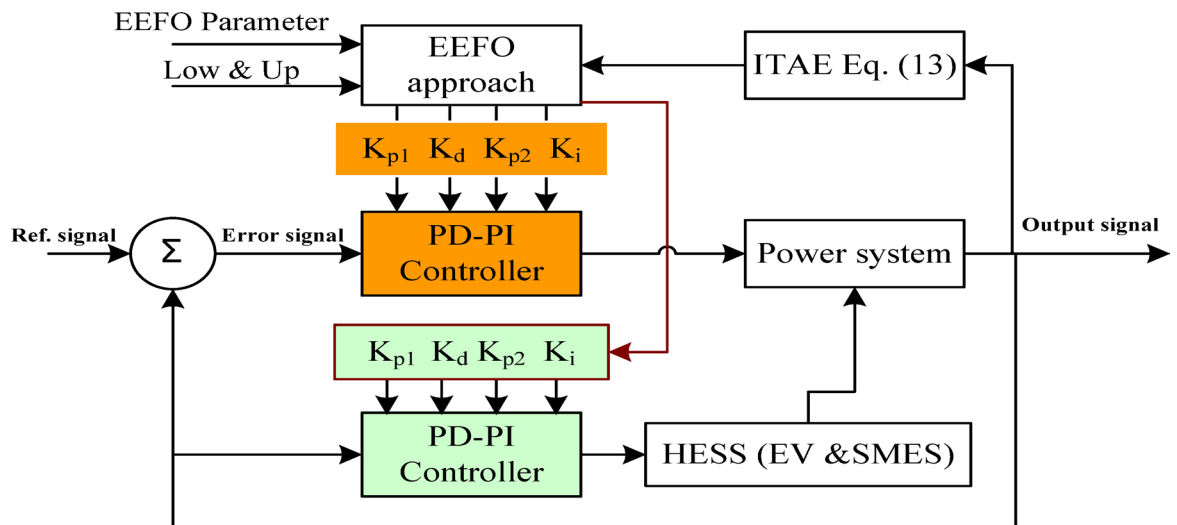 EEFO Parameter
Low & Up
EEFO
approach
ITAE Eq. (13)
Kp1 Kd Kp2 Ki
Ref. signal
Σ
Error signal
PD-PI
Controller
Power system
Output signal
Kp1 Kd Kp2 Ki
PD-PI
Controller
HESS (EV &SMES)